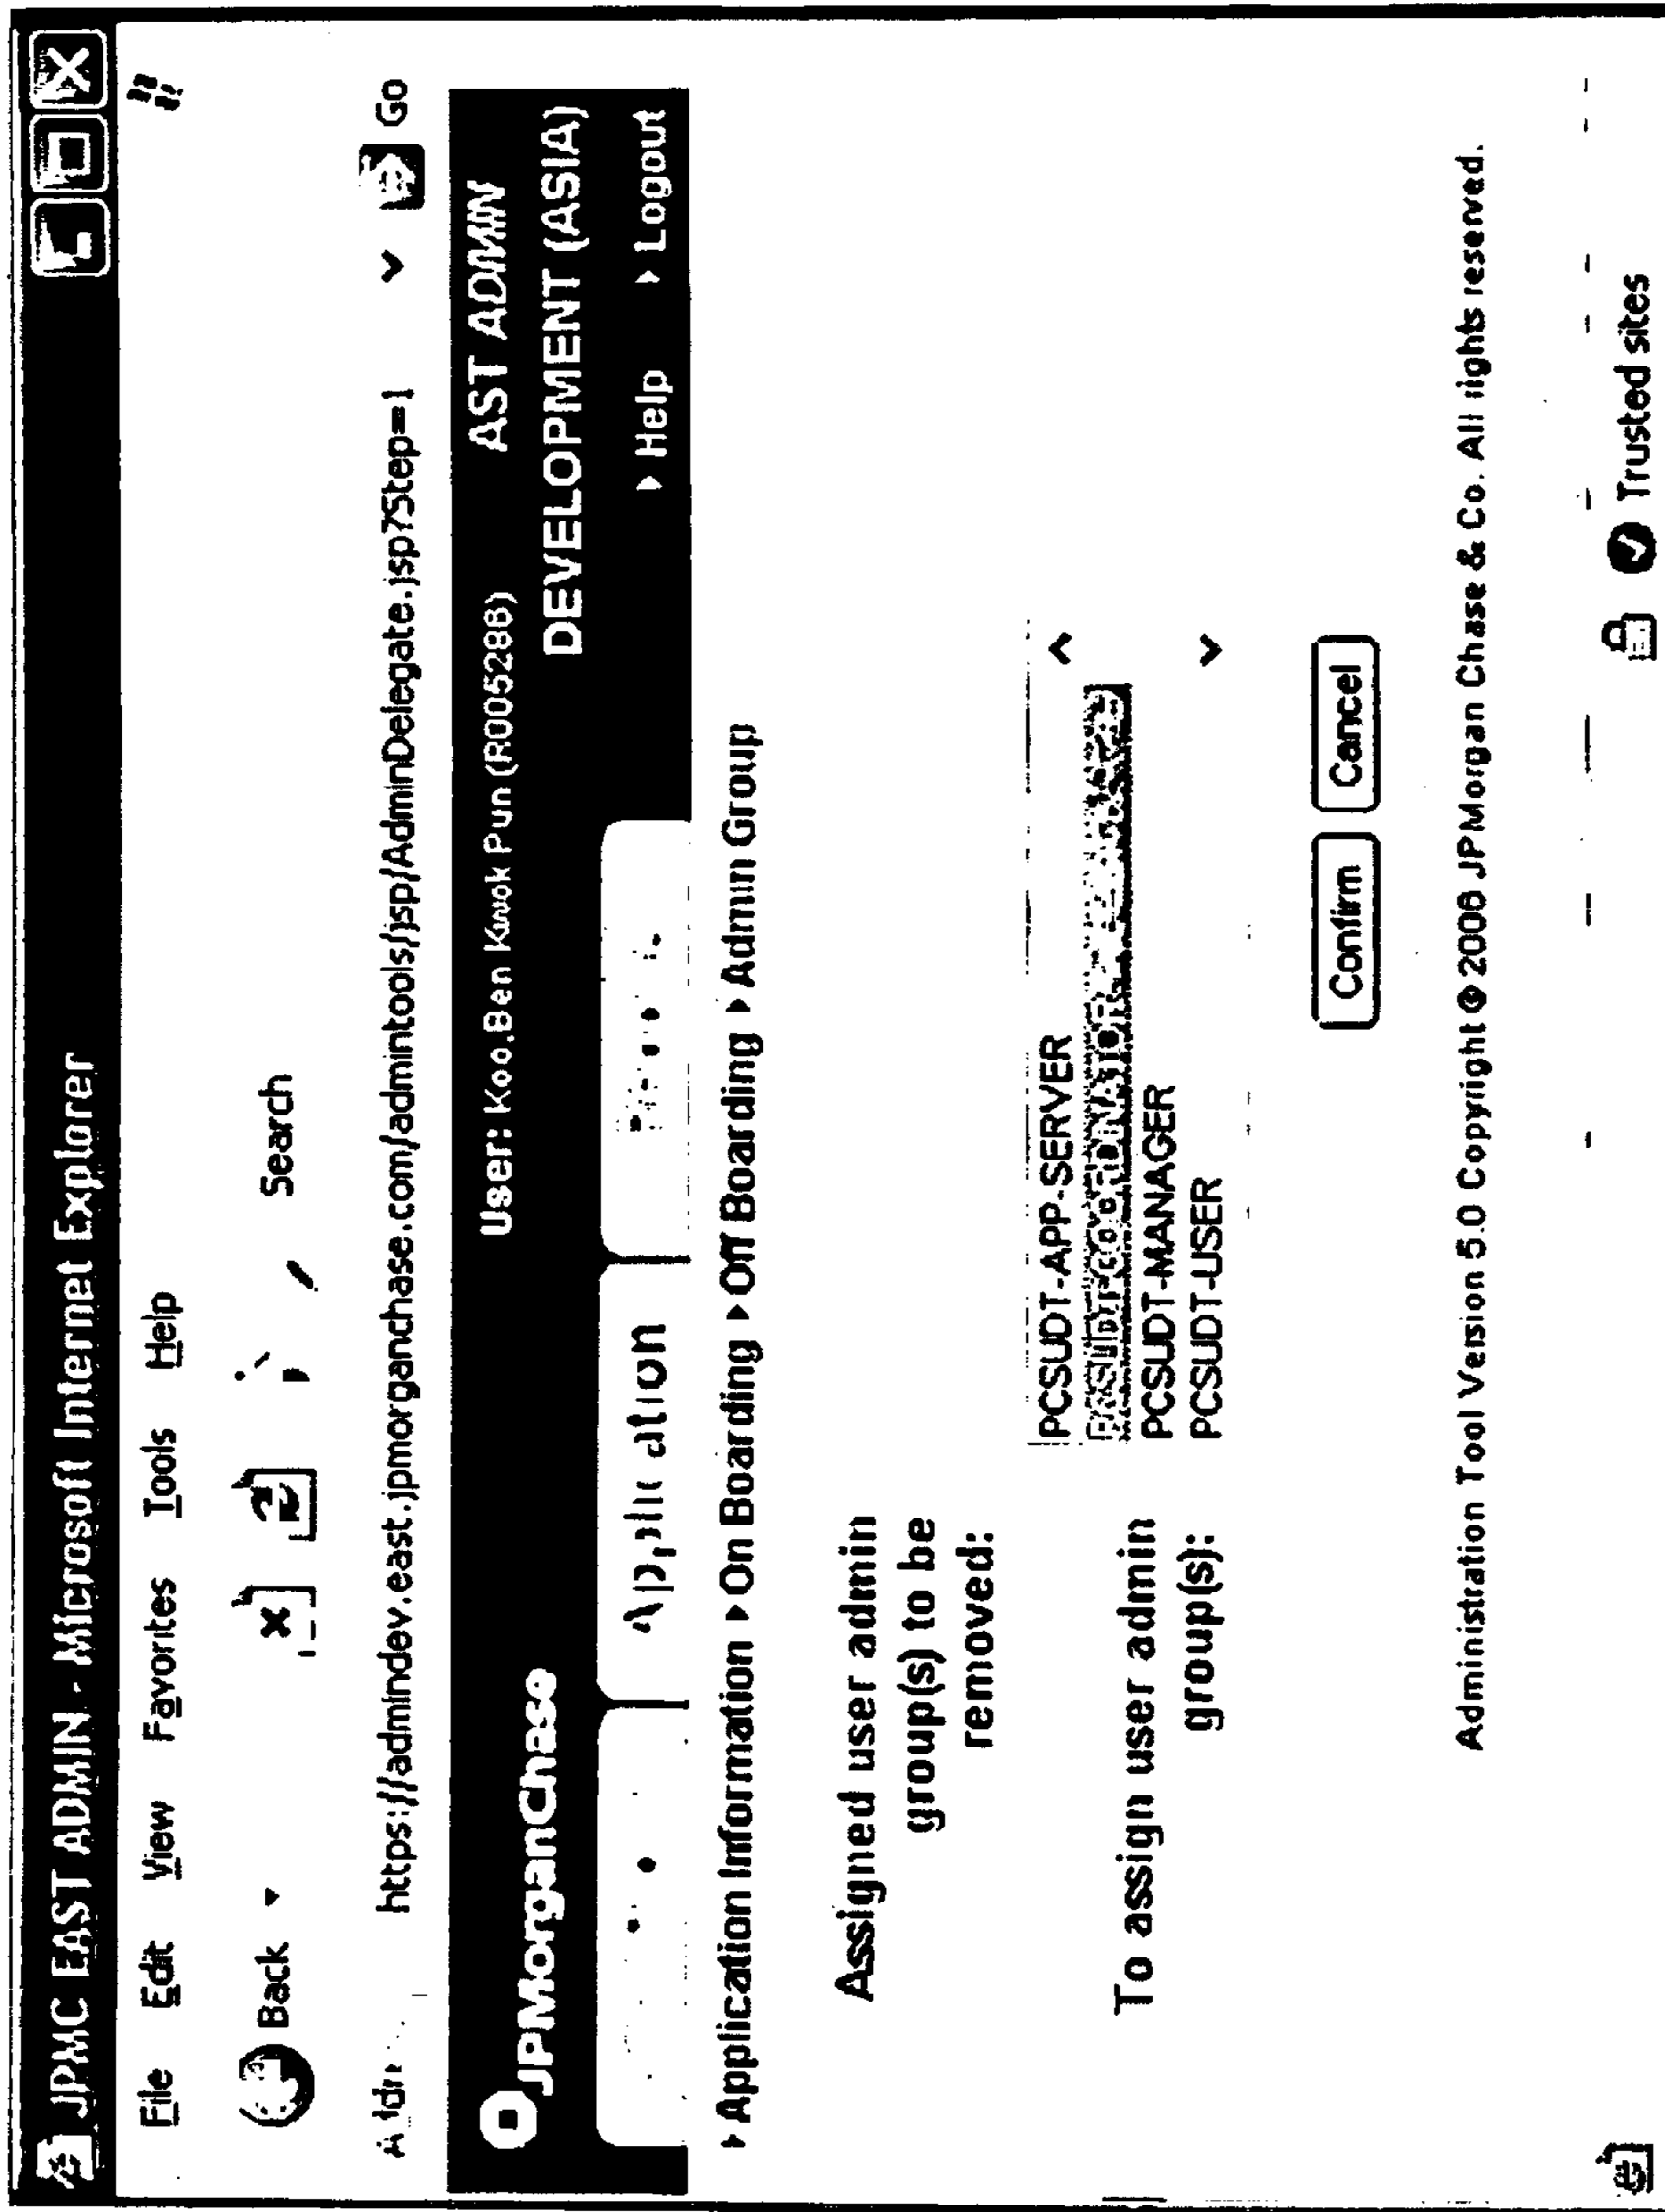 JPMC EAST ADMIN - Microsoft Internet Explorer
File Edit View Favorites Tools Help
Back Search
https://admindev.east.jpmorganchase.com/admintools/jsp/AdminDelegate.jsp?Step=1 Go
User: Koo,Ben Kwok Pun (R005288) AST ADMIN
JPMorganChase DEVELOPMENT (ASIA)
Application Help Logout
Application Information On Boarding Off Boarding Admin Group
Assigned user admin
group(s) to be
removed:
PCSUDT-APP-SERVER
PCSUDT-COORDINATOR
To assign user admin
group(s):
PCSUDT-MANAGER
PCSUDT-USER
Confirm Cancel
Administration Tool Version 5.0 Copyright © 2006 JPMorgan Chase & Co. All rights reserved.
Trusted sites